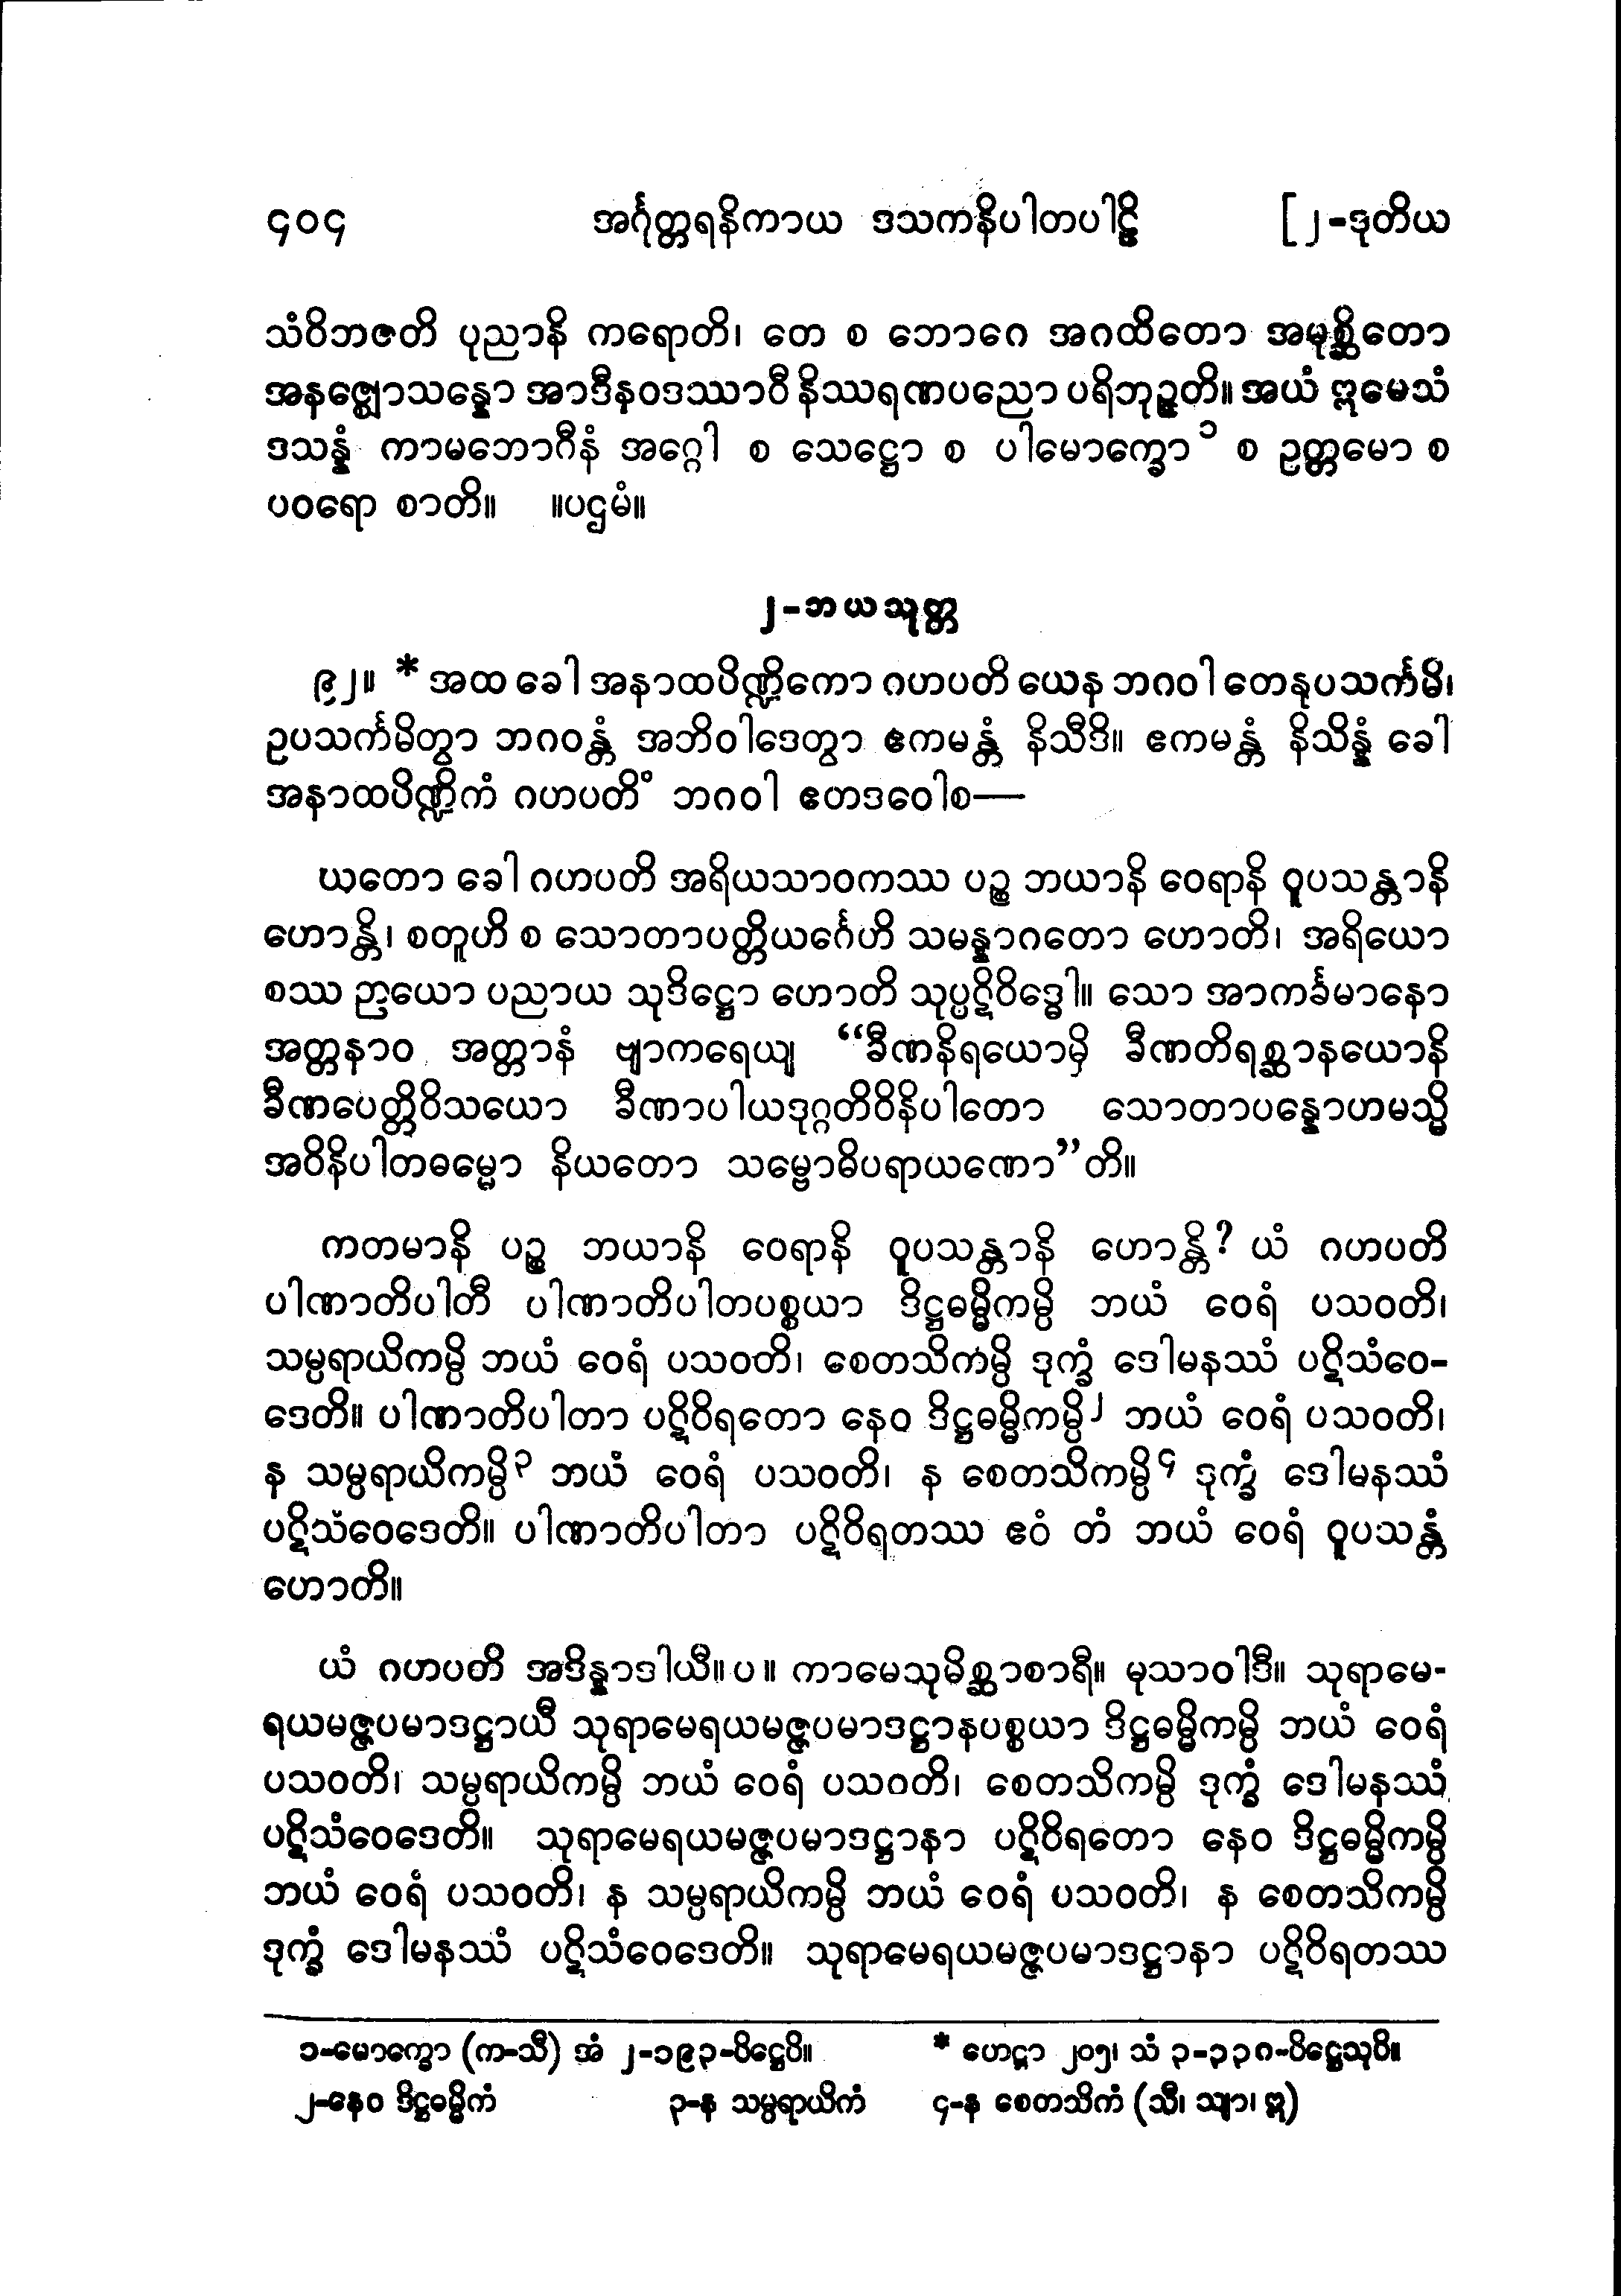 ၄၀၄ အင်္ဂုတ္တရနိကာယ ဒသကနိပါတပါဠိ [၂-ဒုတိယ
သံဝိဘဇတိ ပုညာနိ ကရောတိ၊ တေ စ ဘောဂေ အဂထိတော အမုစ္ဆိတော
အနဇ္ဈောသန္နော အာဒီနဝဒဿာဝီ နိဿရဏပညော ပရိဘုဉ္ဇတိ။ အယံ ဣမေသံ
ဒသန္နံ ကာမဘောဂီနံ အဂ္ဂေါ စ သေဋ္ဌော စ ပါမောက္ခော၁ စ ဥတ္တမော စ
ပဝရော စာတိ။ ။ပဌမံ။
၂-ဘယသုတ္တ
၉၂။ * အထ ခေါ အနာထပိဏ္ဍိကော ဂဟပတိ ယေန ဘဂဝါ တေနုပသင်္ကမိ၊
ဥပသင်္ကမိတွာ ဘဂဝန္တံ အဘိဝါဒေတွာ ဧကမန္တံ နိသီဒိ။ ဧကမန္တံ နိသိန္နံ ခေါ
အနာထပိဏ္ဍိကံ ဂဟပတိံ ဘဂဝါ ဧတဒဝေါစ—
ယတော ခေါ ဂဟပတိ အရိယသာဝကဿ ပဉ္စ ဘယာနိ ဝေရာနိ ဝူပသန္တာနိ
ဟောန္တိ၊ စတူဟိ စ သောတာပတ္တိယင်္ဂေဟိ သမန္နာဂတော ဟောတိ၊ အရိယော
စဿ ဉာယော ပညာယ သုဒိဋ္ဌော ဟောတိ သုပ္ပဋိဝိဒ္ဓေါ။ သော အာကင်္ခမာနော
အတ္တနာဝ အတ္တာနံ ဗျာကရေယျ “ခီဏနိရယောမှိ ခီဏတိရစ္ဆာနယောနိ
ခီဏပေတ္တိဝိသယော ခီဏာပါယဒုဂ္ဂတိဝိနိပါတော သောတာပန္နောဟမသ္မိ
အဝိနိပါတဓမ္မော နိယတော သမ္ဗောဓိပရာယဏော”တိ။
ကတမာနိ ပဉ္စ ဘယာနိ ဝေရာနိ ဝူပသန္တာနိ ဟောန္တိ? ယံ ဂဟပတိ
ပါဏာတိပါတီ ပါဏာတိပါတပစ္စယာ ဒိဋ္ဌဓမ္မိကမ္ပိ ဘယံ ဝေရံ ပသဝတိ၊
သမ္ပရာယိကမ္ပိ ဘယံ ဝေရံ ပသဝတိ၊ စေတသိကမ္ပိ ဒုက္ခံ ဒေါမနဿံ ပဋိသံဝေ-
ဒေတိ။ ပါဏာတိပါတာ ပဋိဝိရတော နေဝ ဒိဋ္ဌဓမ္မိကမ္ပိ၂ ဘယံ ဝေရံ ပသဝတိ၊
န သမ္ပရာယိကမ္ပိ၃ ဘယံ ဝေရံ ပသဝတိ၊ န စေတသိကမ္ပိ၄ ဒုက္ခံ ဒေါမနဿံ
ပဋိသံဝေဒေတိ။ ပါဏာတိပါတာ ပဋိဝိရတဿ ဧဝံ တံ ဘယံ ဝေရံ ဝူပသန္တံ
ဟောတိ။
ယံ ဂဟပတိ အဒိန္နာဒါယီ။ပ။ ကာမေသုမိစ္ဆာစာရီ။ မုသာဝါဒီ။ သုရာမေ-
ရယမဇ္ဇပမာဒဋ္ဌာယီ သုရာမေရယမဇ္ဇပမာဒဋ္ဌာနပစ္စယာ ဒိဋ္ဌဓမ္မိကမ္ပိ ဘယံ ဝေရံ
ပသဝတိ၊ သမ္ပရာယိကမ္ပိ ဘယံ ဝေရံ ပသဝတိ၊ စေတသိကမ္ပိ ဒုက္ခံ ဒေါမနဿံ
ပဋိသံဝေဒေတိ။ သုရာမေရယမဇ္ဇပမာဒဋ္ဌာနာ ပဋိဝိရတော နေဝ ဒိဋ္ဌဓမ္မိကမ္ပိ
ဘယံ ဝေရံ ပသဝတိ၊ န သမ္ပရာယိကမ္ပိ ဘယံ ဝေရံ ပသဝတိ၊ န စေတသိကမ္ပိ
ဒုက္ခံ ဒေါမနဿံ ပဋိသံဝေဒေတိ။ သုရာမေရယမဇ္ဇပမာဒဋ္ဌာနာ ပဋိဝိရတဿ
၁-မောက္ခော (က-သီ) အံ ၂-၁၉၃-ပိဋ္ဌေပိ။ * ဟေဋ္ဌာ ၂၀၅၊ သံ ၃-၃၃၈-ပိဋ္ဌေသုပိ။
၂-နေဝ ဒိဋ္ဌဓမ္မိကံ ၃-န သမ္ပရာယိကံ ၄-န စေတသိကံ (သီ၊ သျာ၊ ဣ)